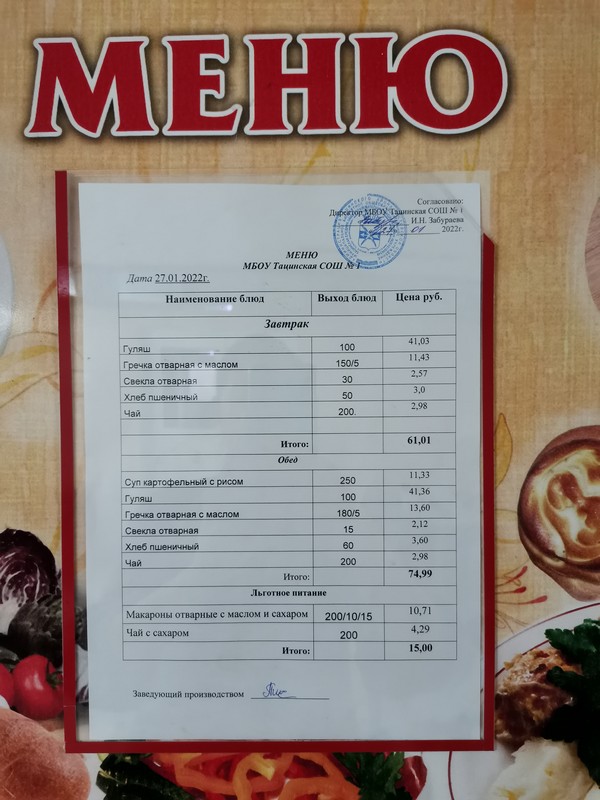 МЕНЮ
Согласовано:
Директор МБОУ Тацинская СОШ № 1
И.Н. Забураева
01 2022г.
МЕНЮ
МБОУ Тацинская СОШ № 1
Дата 27.01.2022г.
Наименование блюд Выход блюд Цена руб.
Завтрак
Гуляш 100 41,03
Гречка отварная с маслом 150/5 11,43
Свекла отварная 30 2,57
Хлеб пшеничный 50 3,0
Чай 200. 2,98
Итого: 61,01
Обед
Суп картофельный с рисом 250 11,33
Гуляш 100 41,36
Гречка отварная с маслом 180/5 13,60
Свекла отварная 15 2,12
Хлеб пшеничный 60 3,60
Чай 200 2,98
Итого: 74,99
Льготное питание
Макароны отварные с маслом и сахаром 200/10/15 10,71
Чай с сахаром 200 4,29
Итого: 15,00
Заведующий производством